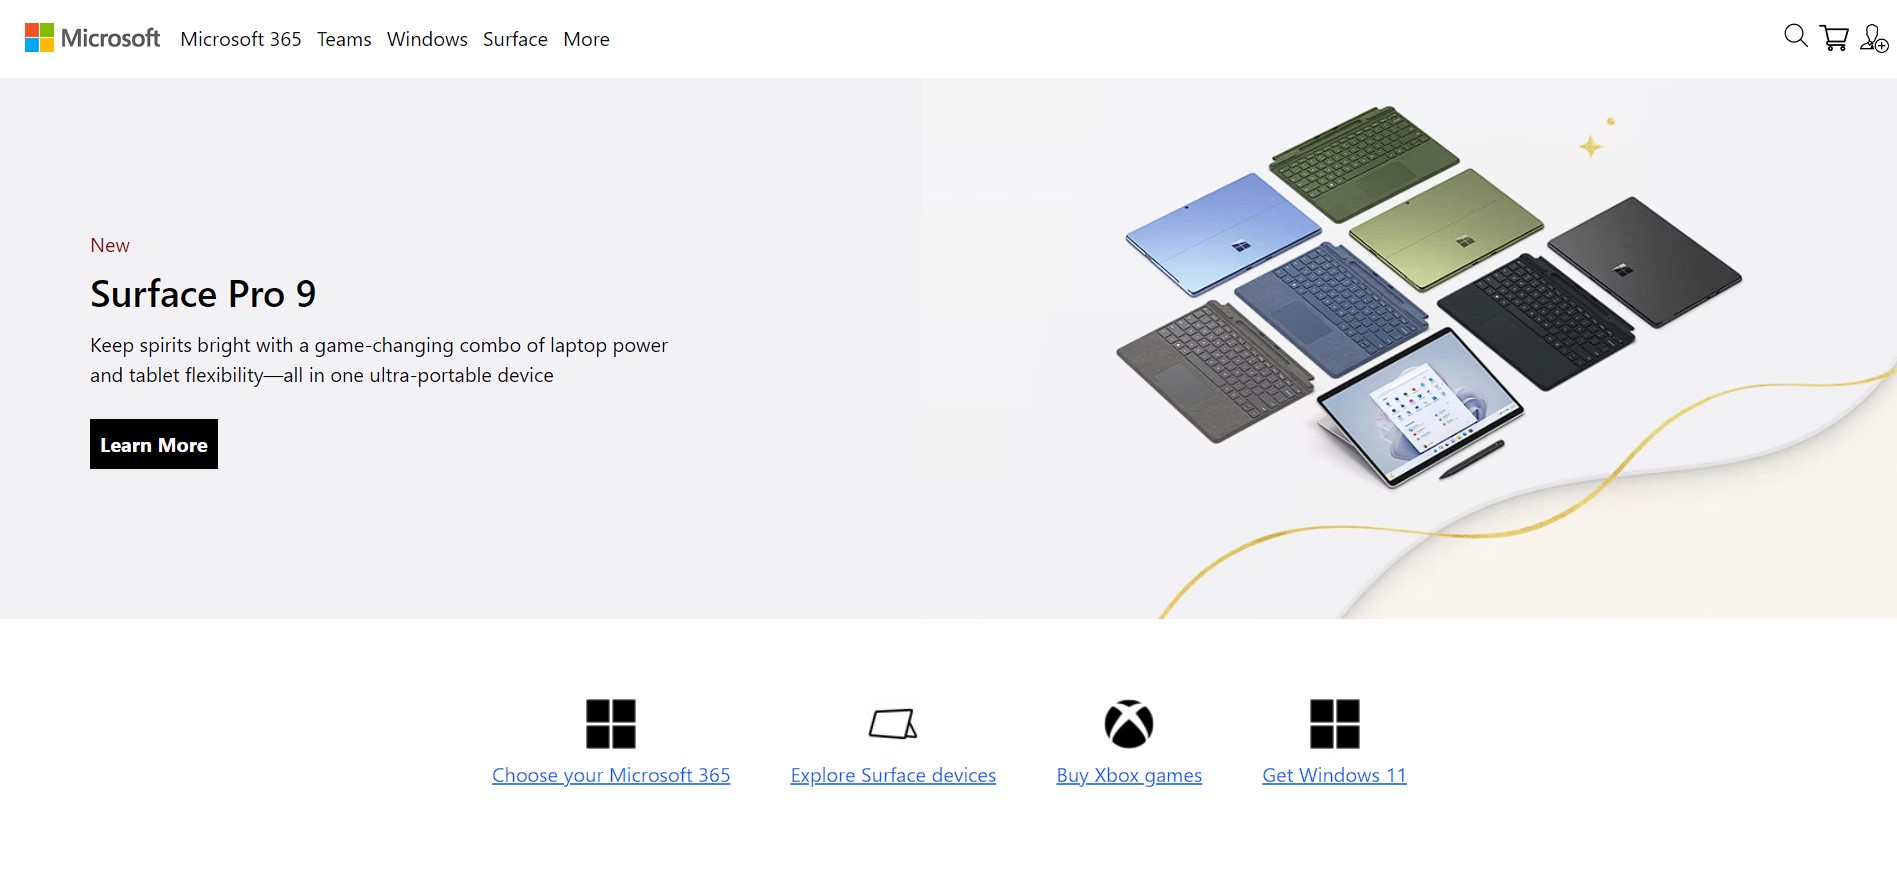 Microsoft Microsoft 365 Teams Windows Surface More
New
Surface Pro 9
Keep spirits bright with a game-changing combo of laptop power
and tablet flexibility—all in one ultra-portable device
Learn More
Choose your Microsoft 365 Explore Surface devices Buy Xbox games Get Windows 11